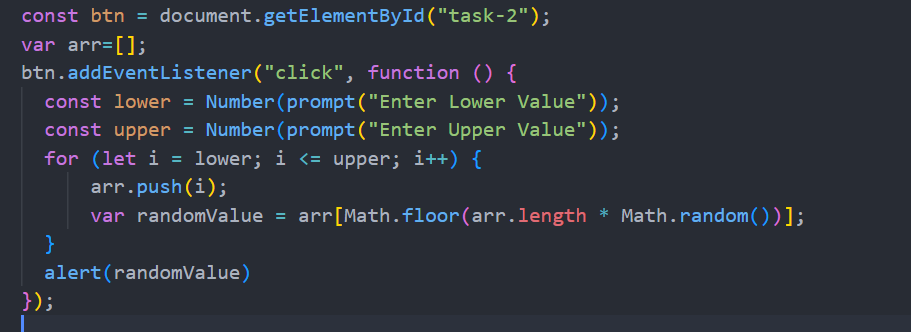 const btn = document.getElementById("task-2");
var arr=[];
btn.addEventListener("click", function () {
  const lower = Number(prompt("Enter Lower Value"));
  const upper = Number(prompt("Enter Upper Value"));
  for (let i = lower; i <= upper; i++) {
      arr.push(i);
      var randomValue = arr[Math.floor(arr.length * Math.random())];
  }
  alert(randomValue)
});